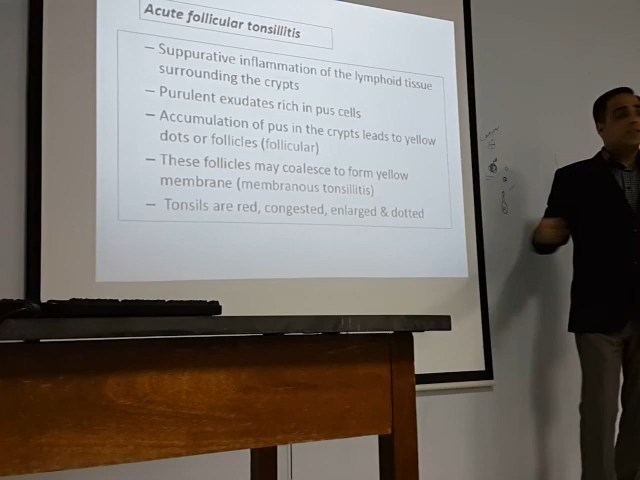 Acute follicular tonsillitis
– Suppurative inflammation of the lymphoid tissue
surrounding the crypts
– Purulent exudates rich in pus cells
– Accumulation of pus in the crypts leads to yellow
dots or follicles (follicular)
– These follicles may coalesce to form yellow
membrane (membranous tonsillitis)
– Tonsils are red, congested, enlarged & dotted